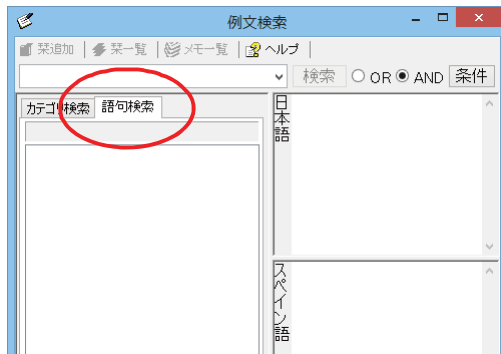 例文検索
栞追加 栞一覧 メモ一覧 ヘルプ
検索 OR AND 条件
カテゴリ検索 語句検索
日本語
スペイン語